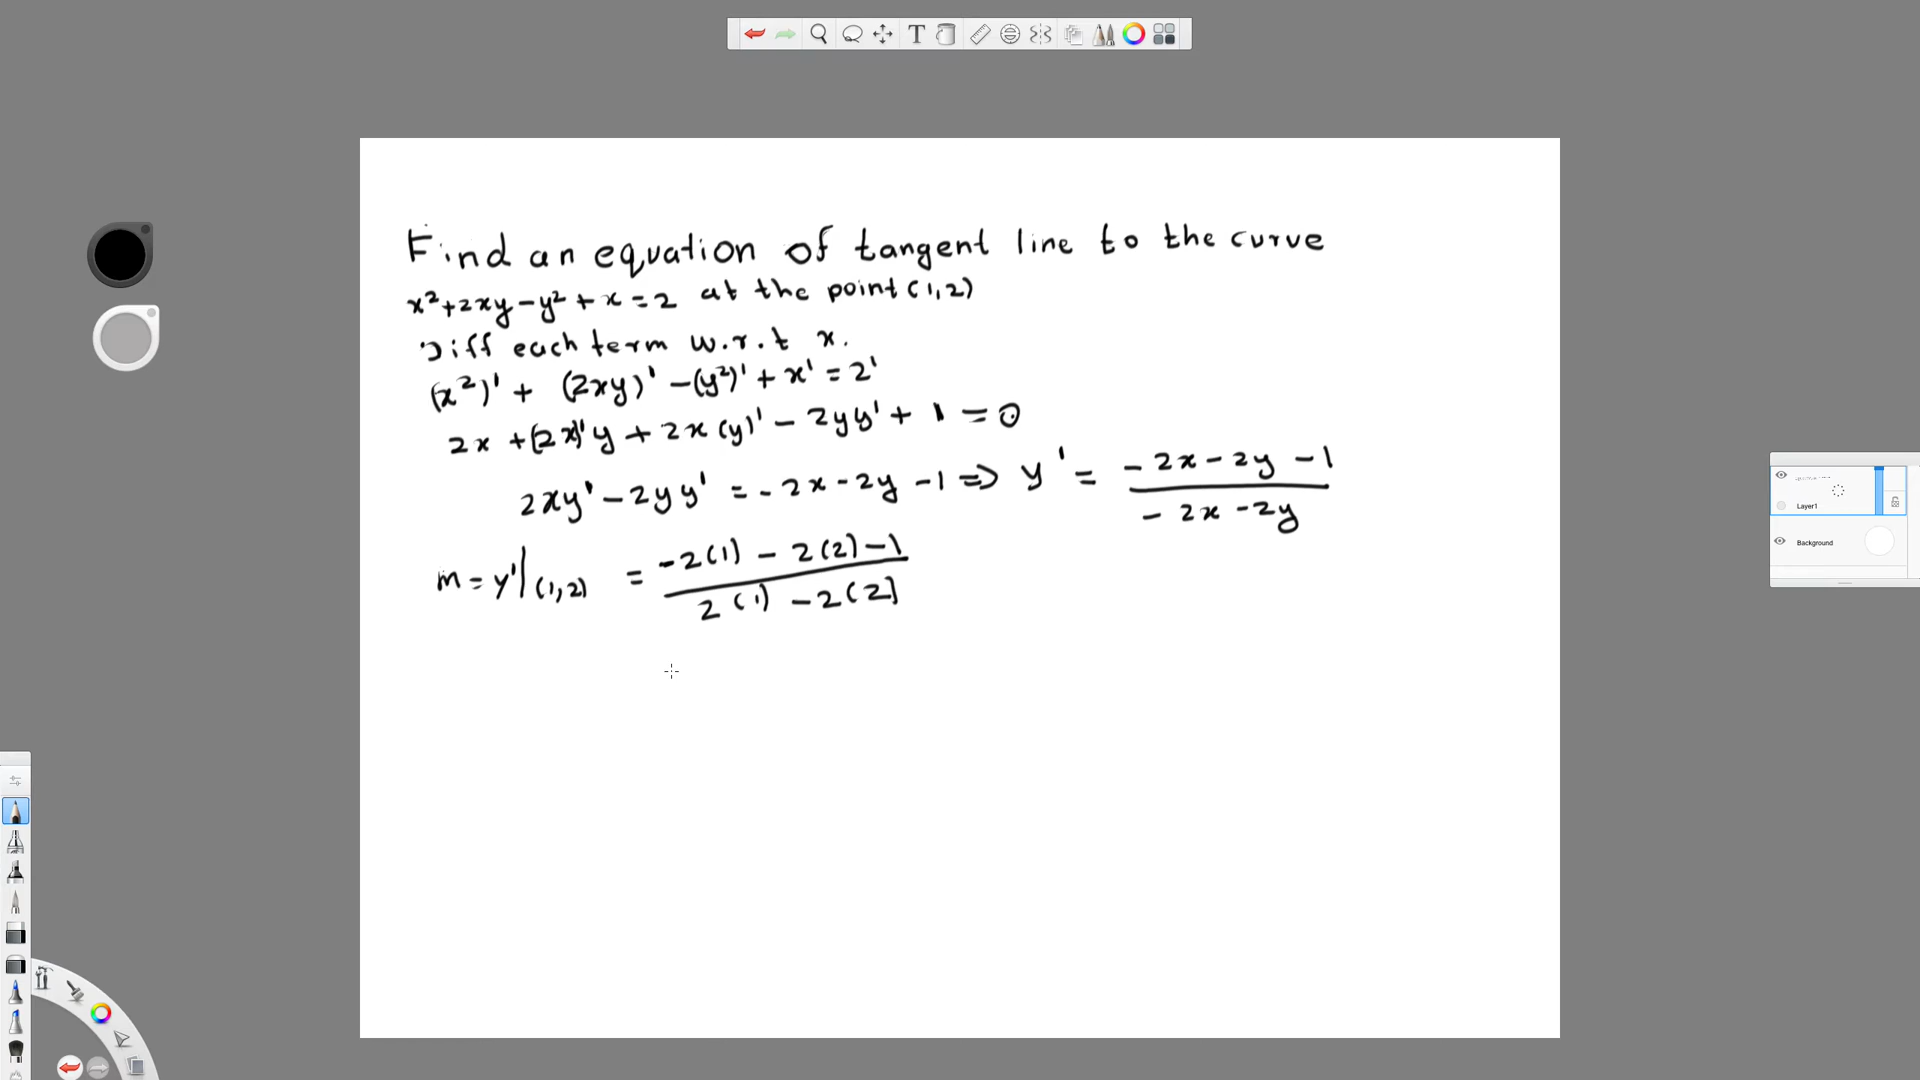 Find an equation of tangent line to the curve
x²+2xy-y²+x=2 at the point (1,2)
Diff each term w.r.t x.
(x²)' + (2xy)' -(y²)' + x' = 2'
2x +(2x)'y + 2x(y)' - 2yy' + 1 = 0
2xy' - 2yy' = -2x-2y-1 => y' = (-2x-2y-1)/(-2x-2y)
m = y'|(1,2) = (-2(1) - 2(2)-1)/(2(1) -2(2])
T
Layer1
Background